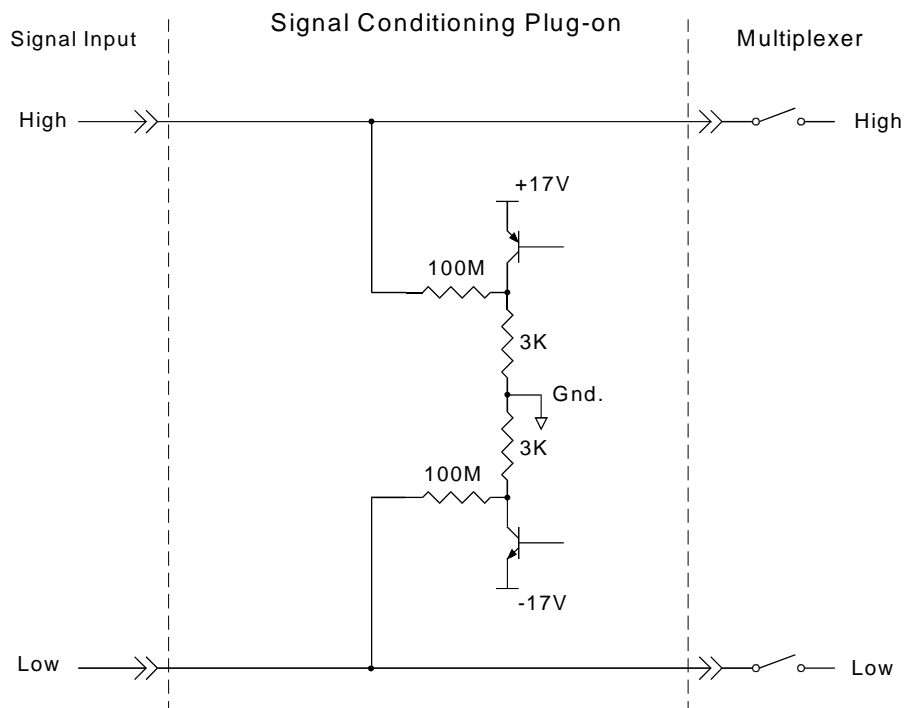 Signal Conditioning Plug-on
Signal Input
Multiplexer
High
High
+17V
100M
3K
Gnd.
3K
100M
-17V
Low
Low